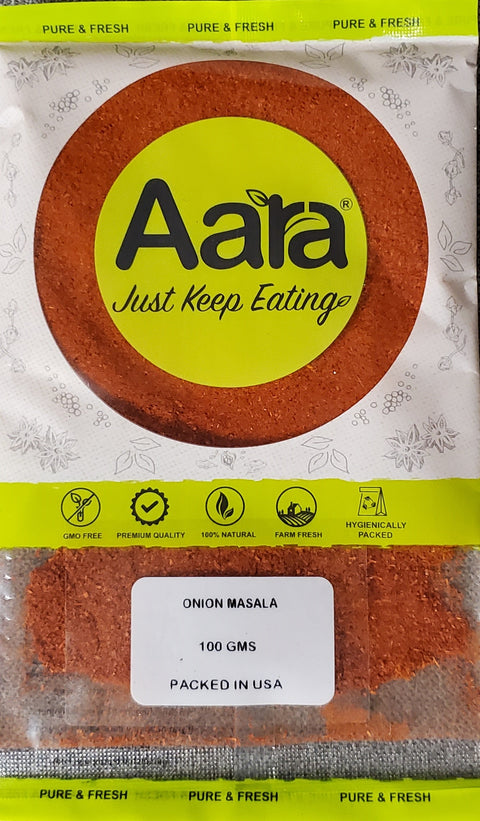 PURE & FRESH PURE & FRESH PURE & FRESH
Aara®
Just Keep Eating
GMO FREE PREMIUM QUALITY 100% NATURAL FARM FRESH HYGIENICALLY PACKED
ONION MASALA
100 GMS
PACKED IN USA
PURE & FRESH PURE & FRESH PURE & FRESH